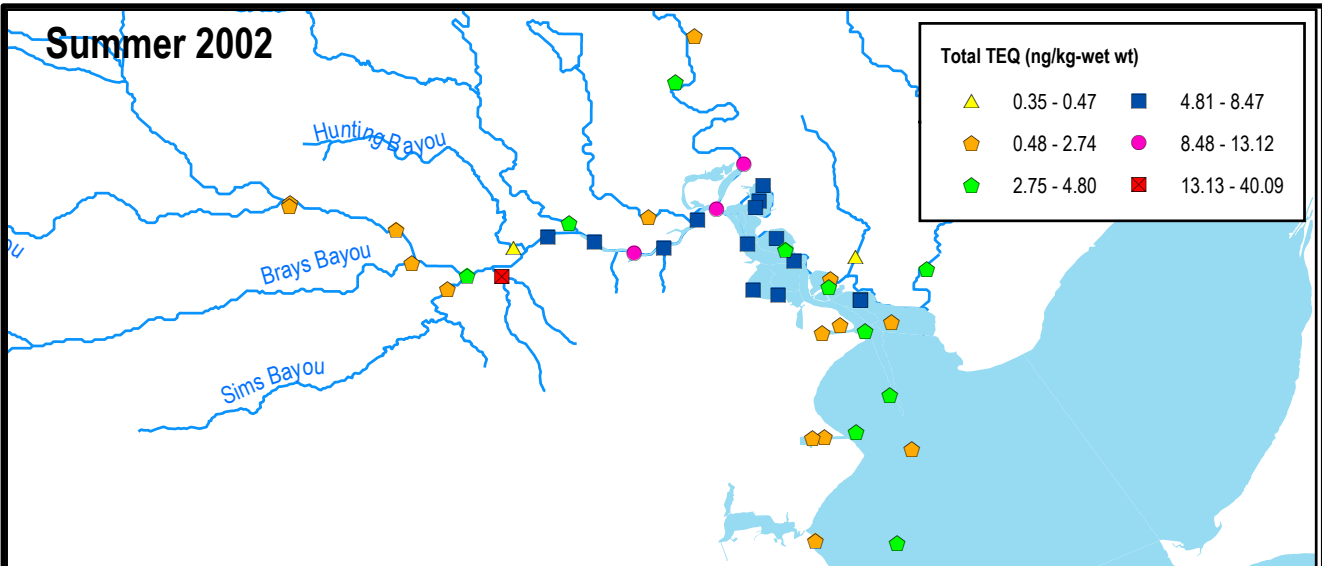 Summer 2002
Total TEQ (ng/kg-wet wt)
0.35 - 0.47
4.81 - 8.47
0.48 - 2.74
8.48 - 13.12
2.75 - 4.80
13.13 - 40.09
Hunting Bayou
ou
Brays Bayou
Sims Bayou